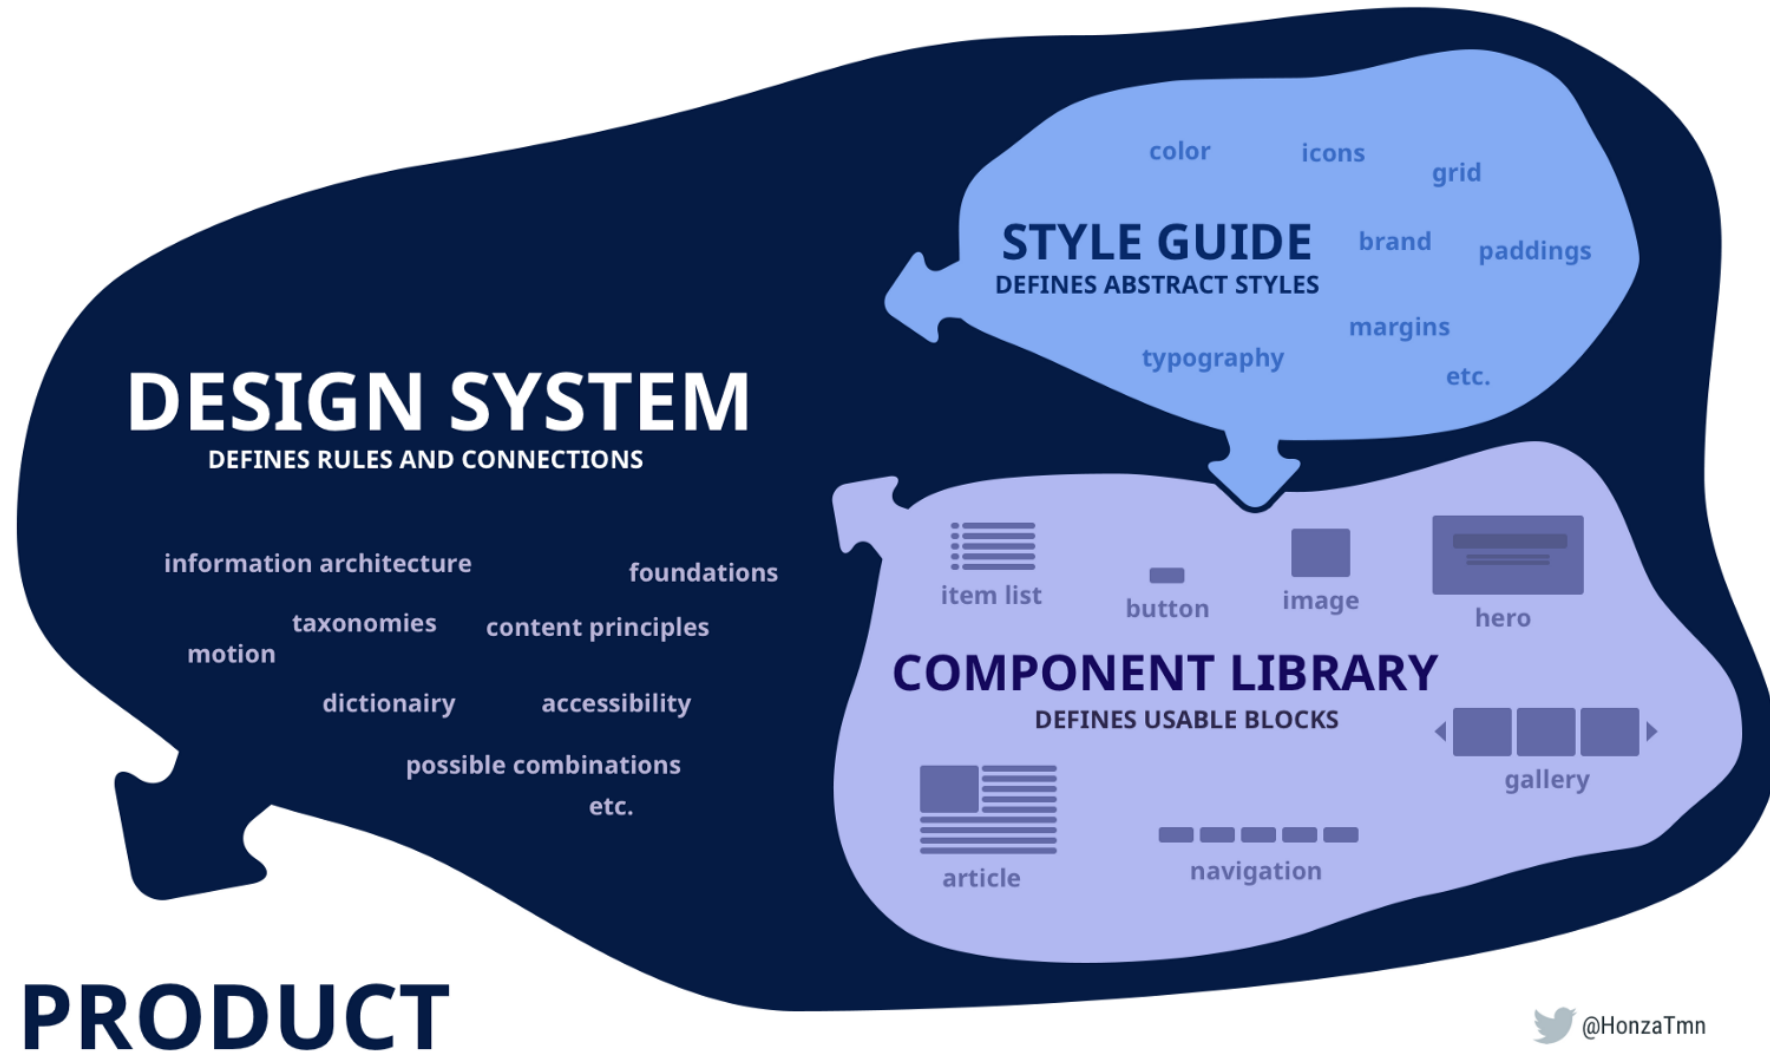 DESIGN SYSTEM
DEFINES RULES AND CONNECTIONS
information architecture
foundations
taxonomies
content principles
motion
dictionairy
accessibility
possible combinations
etc.
color
icons
grid
STYLE GUIDE
DEFINES ABSTRACT STYLES
brand
paddings
margins
typography
etc.
item list
button
image
hero
COMPONENT LIBRARY
DEFINES USABLE BLOCKS
gallery
article
navigation
PRODUCT
@HonzaTmn